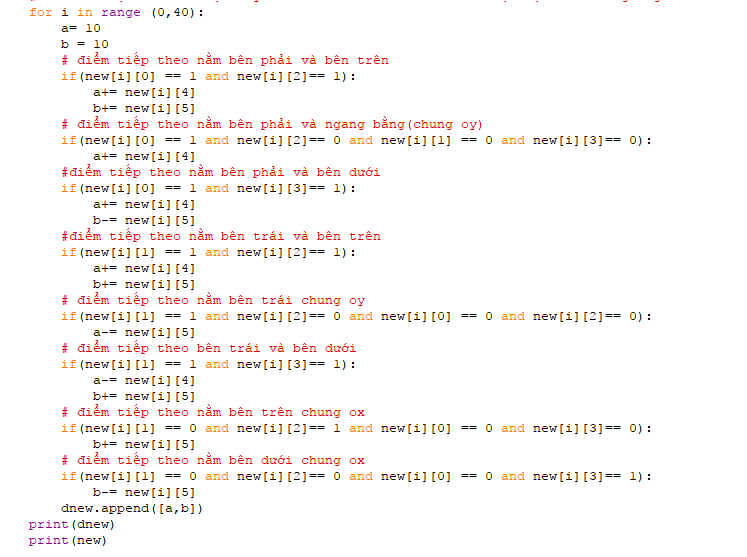 for i in range (0,40):
    a= 10
    b = 10
    # điểm tiếp theo nằm bên phải và bên trên
    if(new[i][0] == 1 and new[i][2]== 1):
        a+= new[i][4]
        b+= new[i][5]
    # điểm tiếp theo nằm bên phải và ngang bằng(chung oy)
    if(new[i][0] == 1 and new[i][2]== 0 and new[i][1] == 0 and new[i][3]== 0):
        a+= new[i][4]
    #điểm tiếp theo nằm bên phải và bên dưới
    if(new[i][0] == 1 and new[i][3]== 1):
        a+= new[i][4]
        b-= new[i][5]
    #điểm tiếp theo nằm bên trái và bên trên
    if(new[i][1] == 1 and new[i][2]== 1):
        a+= new[i][4]
        b+= new[i][5]
    # điểm tiếp theo nằm bên trái chung oy
    if(new[i][1] == 1 and new[i][2]== 0 and new[i][0] == 0 and new[i][2]== 0):
        a-= new[i][5]
    # điểm tiếp theo bên trái và bên dưới
    if(new[i][1] == 1 and new[i][3]== 1):
        a-= new[i][4]
        b+= new[i][5]
    # điểm tiếp theo nằm bên trên chung ox
    if(new[i][1] == 0 and new[i][2]== 1 and new[i][0] == 0 and new[i][3]== 0):
        b+= new[i][5]
    # điểm tiếp theo nằm bên dưới chung ox
    if(new[i][1] == 0 and new[i][2]== 0 and new[i][0] == 0 and new[i][3]== 1):
        b-= new[i][5]
    dnew.append([a,b])
print(dnew)
print(new)